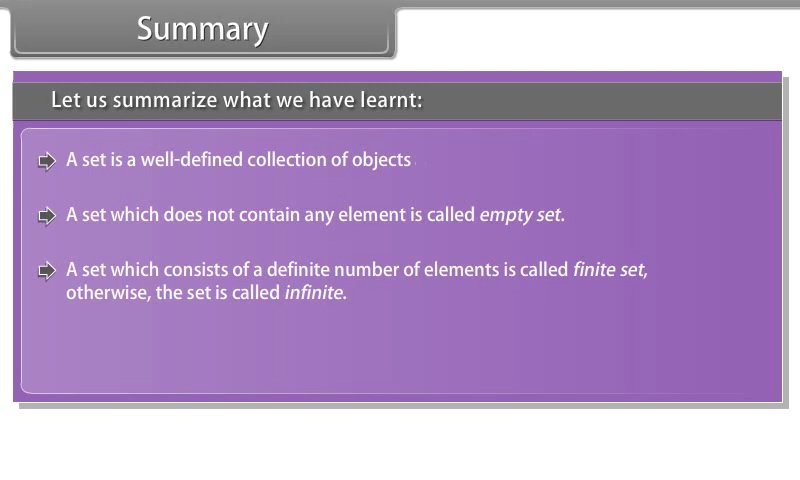 Summary
Let us summarize what we have learnt:
A set is a well-defined collection of objects
A set which does not contain any element is called empty set.
A set which consists of a definite number of elements is called finite set,
otherwise, the set is called infinite.